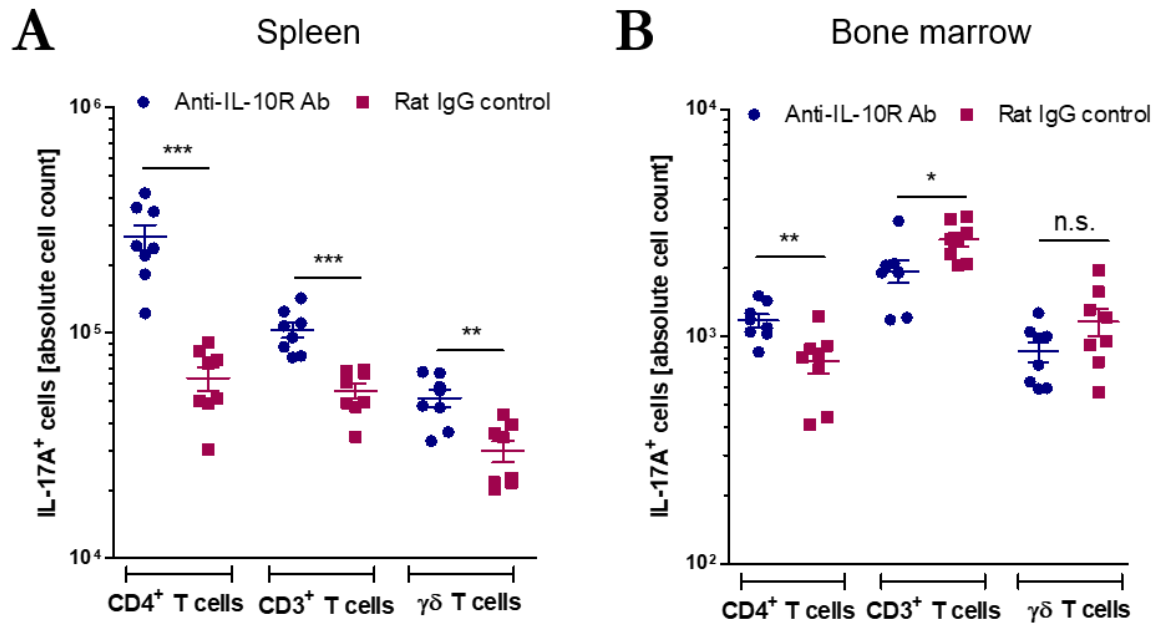 A Spleen
Anti-IL-10R Ab Rat IgG control
IL-17A⁺ cells [absolute cell count]
10⁶
10⁵
10⁴
***
***
**
CD4⁺ T cells CD3⁺ T cells γδ T cells
B Bone marrow
Anti-IL-10R Ab Rat IgG control
IL-17A⁺ cells [absolute cell count]
10⁴
10³
10²
**
*
n.s.
CD4⁺ T cells CD3⁺ T cells γδ T cells